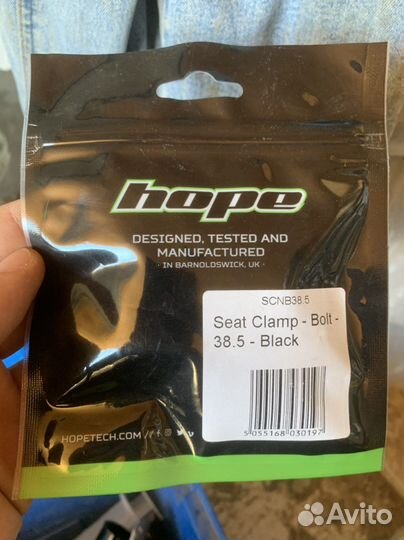 hope
DESIGNED, TESTED AND
MANUFACTURED
· IN BARNOLDSWICK, UK ·
SCNB38.5
Seat Clamp - Bolt -
38.5 - Black
5 055168 030197
HOPETECH.COM /
Avito